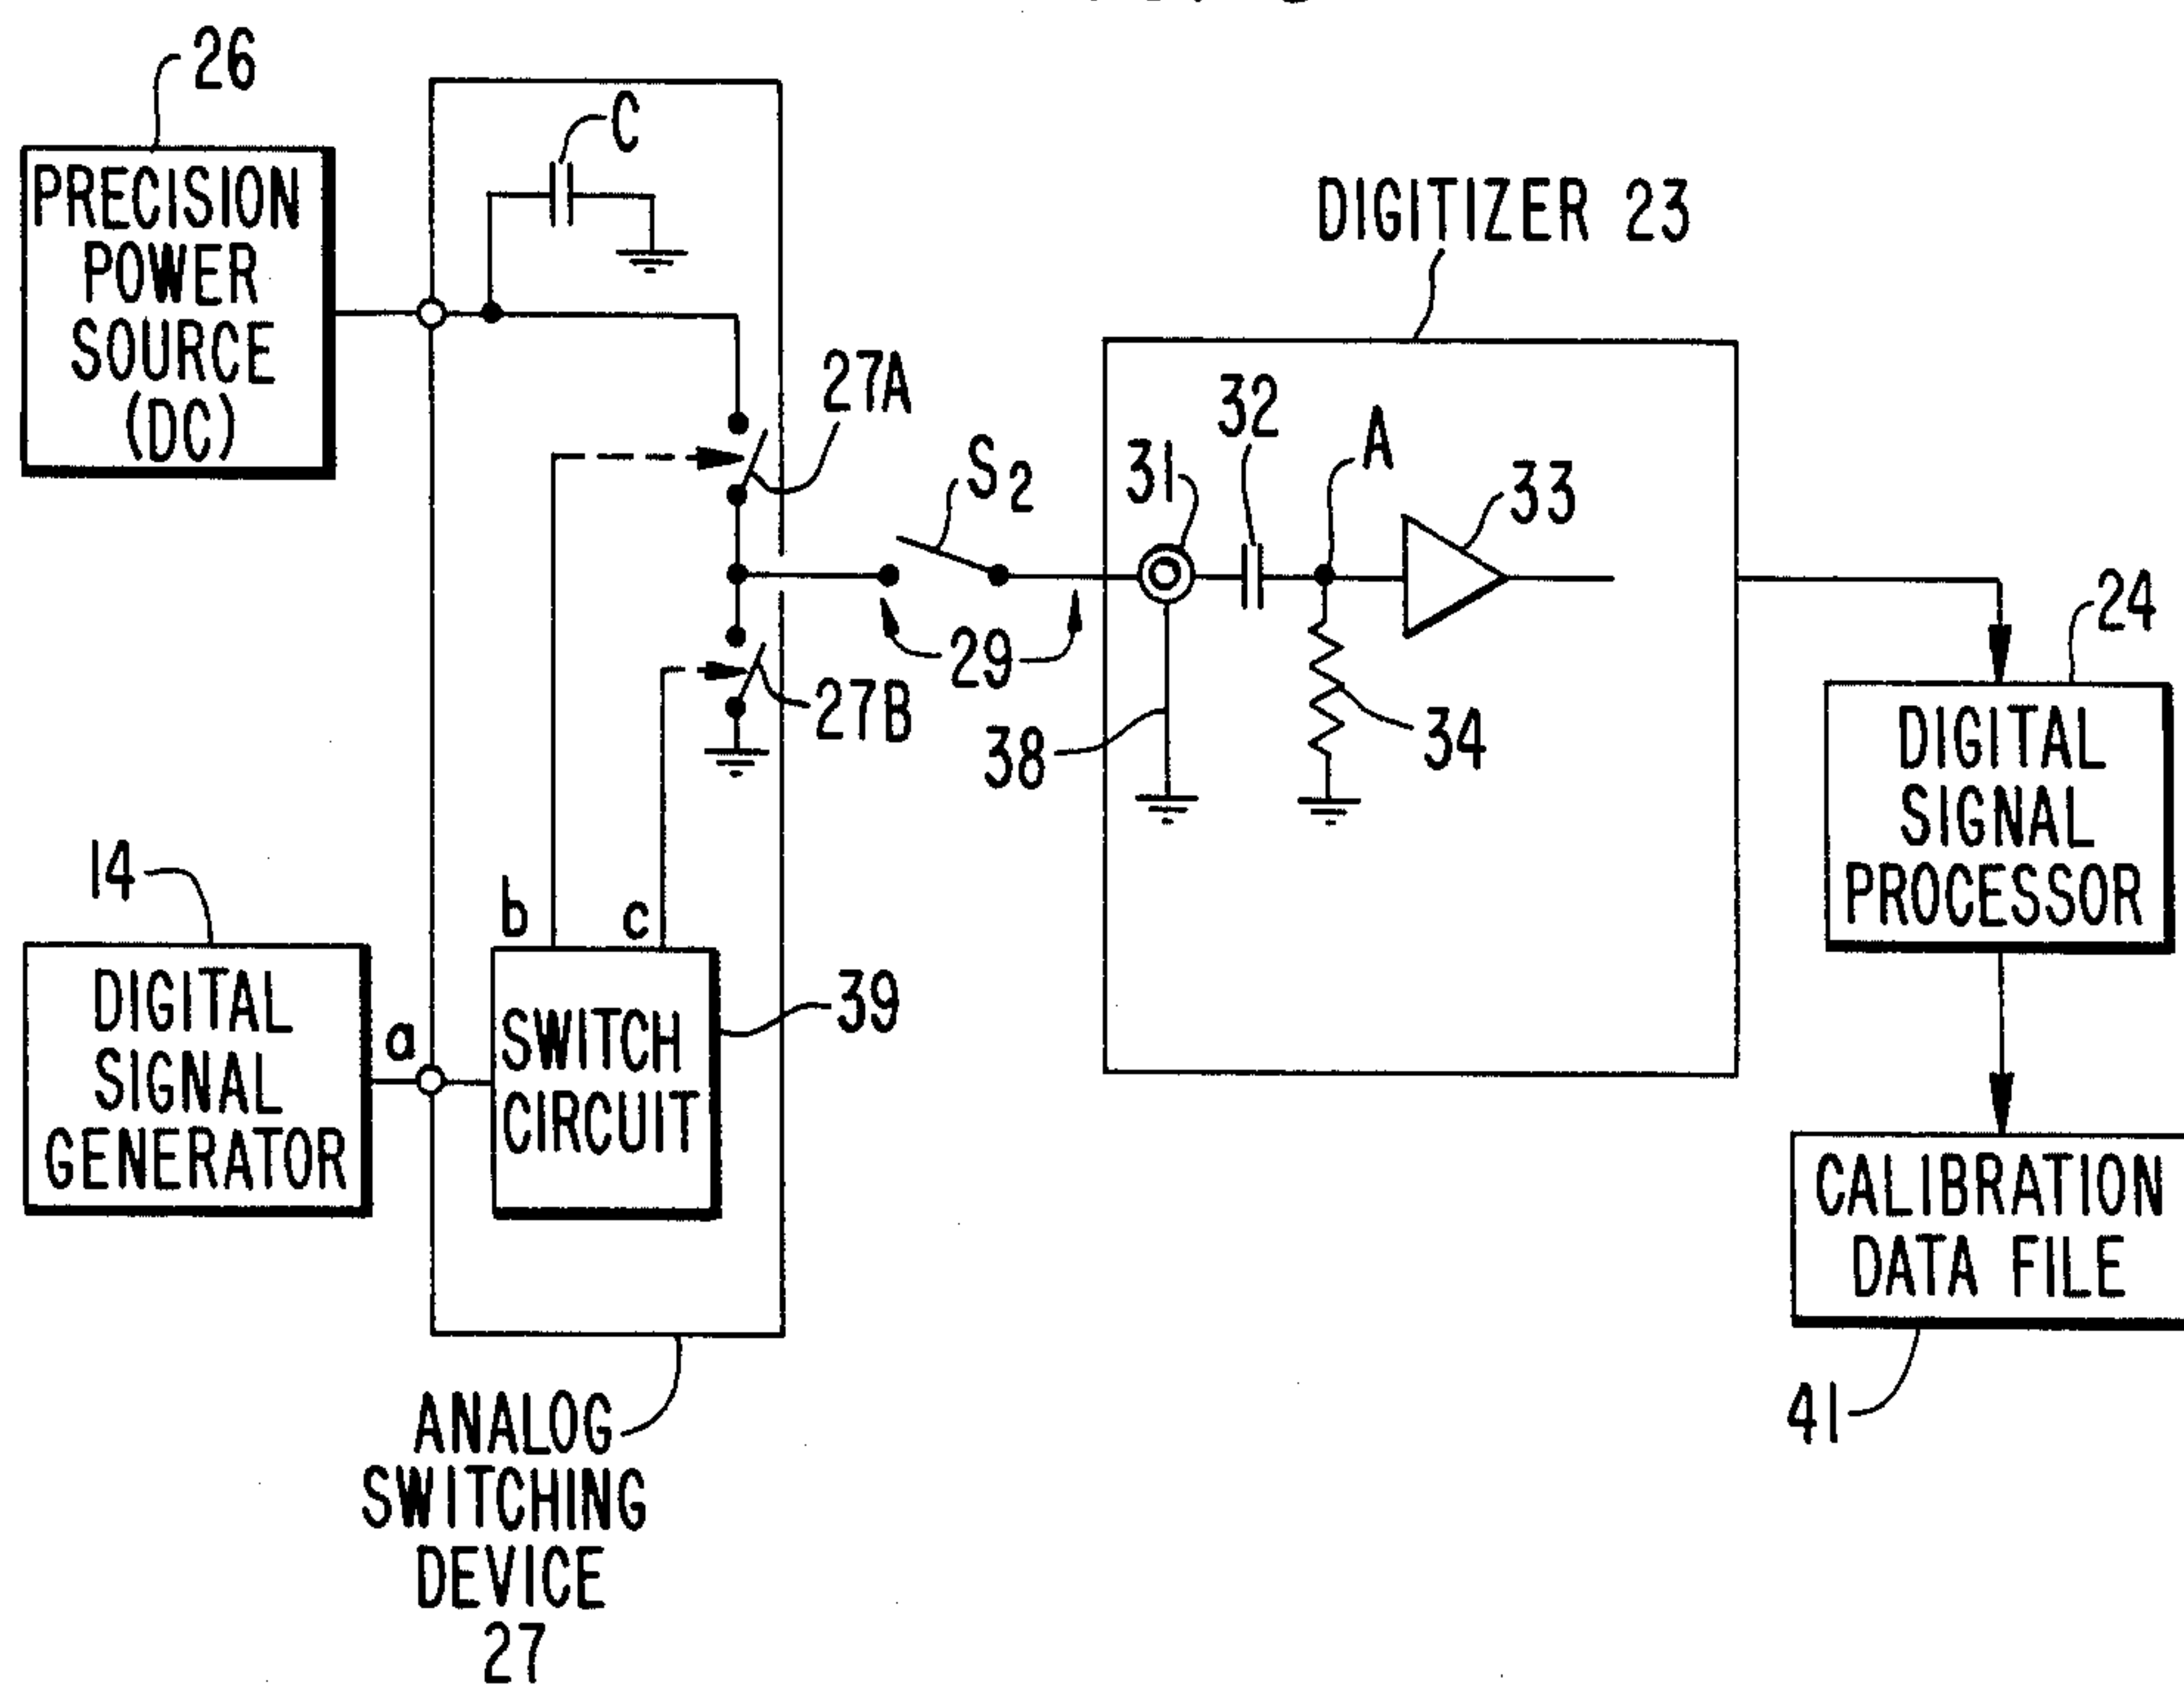 26
PRECISION
POWER
SOURCE
(DC)
C
27A
S2
27B
29
DIGITIZER 23
31
32
A
33
34
38
24
DIGITAL
SIGNAL
PROCESSOR
14
DIGITAL
SIGNAL
GENERATOR
a
b
c
SWITCH
CIRCUIT
39
CALIBRATION
DATA FILE
41
ANALOG
SWITCHING
DEVICE
27